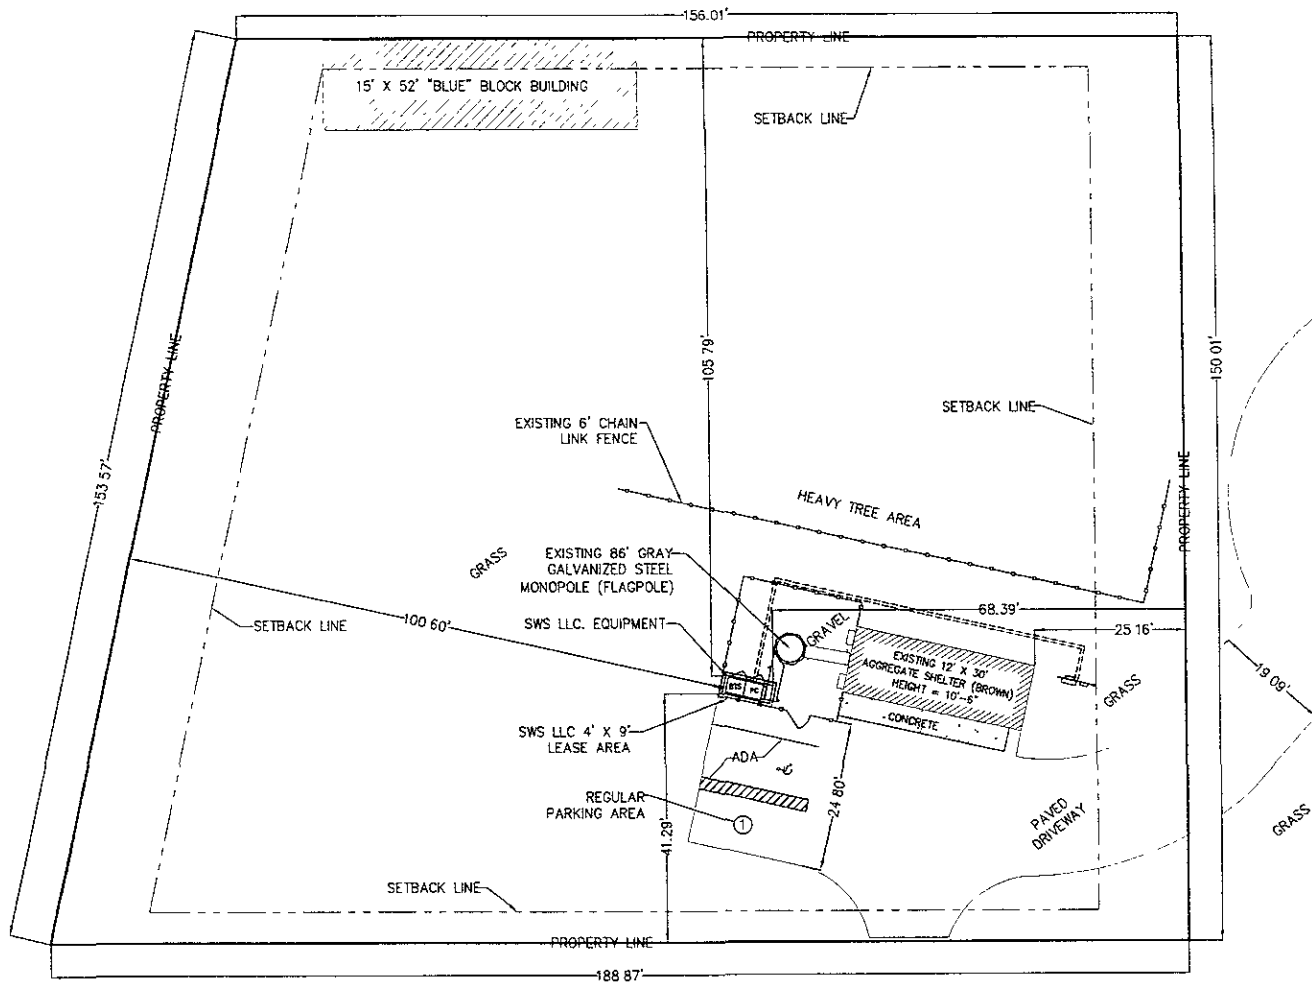 156.01'
PROPERTY LINE
15' X 52' "BLUE" BLOCK BUILDING
SETBACK LINE
PROPERTY LINE
105 79'
150 01'
SETBACK LINE
EXISTING 6' CHAIN
LINK FENCE
153 57'
HEAVY TREE AREA
PROPERTY LINE
GRASS
EXISTING 86' GRAY
GALVANIZED STEEL
MONOPOLE (FLAGPOLE)
68.39'
100 60'
SETBACK LINE
SWS LLC. EQUIPMENT
GRAVEL
25 16'
EXISTING 12' X 30'
AGGREGATE SHELTER (BROWN)
HEIGHT = 10'-6"
19 09'
BTS
PC
GRASS
CONCRETE
SWS LLC 4' X 9'
LEASE AREA
ADA
REGULAR
PARKING AREA
1
24 80'
41.29'
PAVED
DRIVEWAY
GRASS
SETBACK LINE
PROPERTY LINE
188 87'